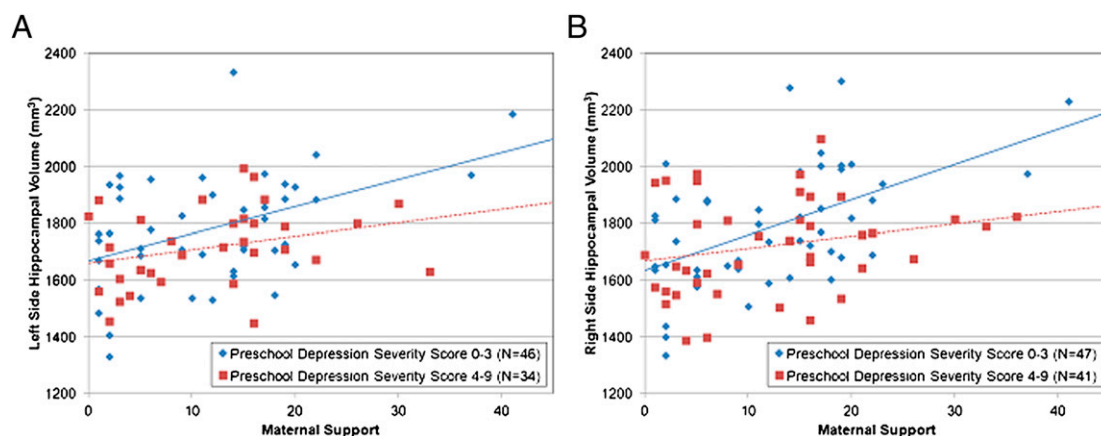 A
2400
2200
2000
1800
1600
1400
1200
Left Side Hippocampal Volume (mm³)
Preschool Depression Severity Score 0-3 (N=46)
Preschool Depression Severity Score 4-9 (N=34)
0
10
20
30
40
Maternal Support
B
2400
2200
2000
1800
1600
1400
1200
Right Side Hippocampal Volume (mm³)
Preschool Depression Severity Score 0-3 (N=47)
Preschool Depression Severity Score 4-9 (N=41)
0
10
20
30
40
Maternal Support